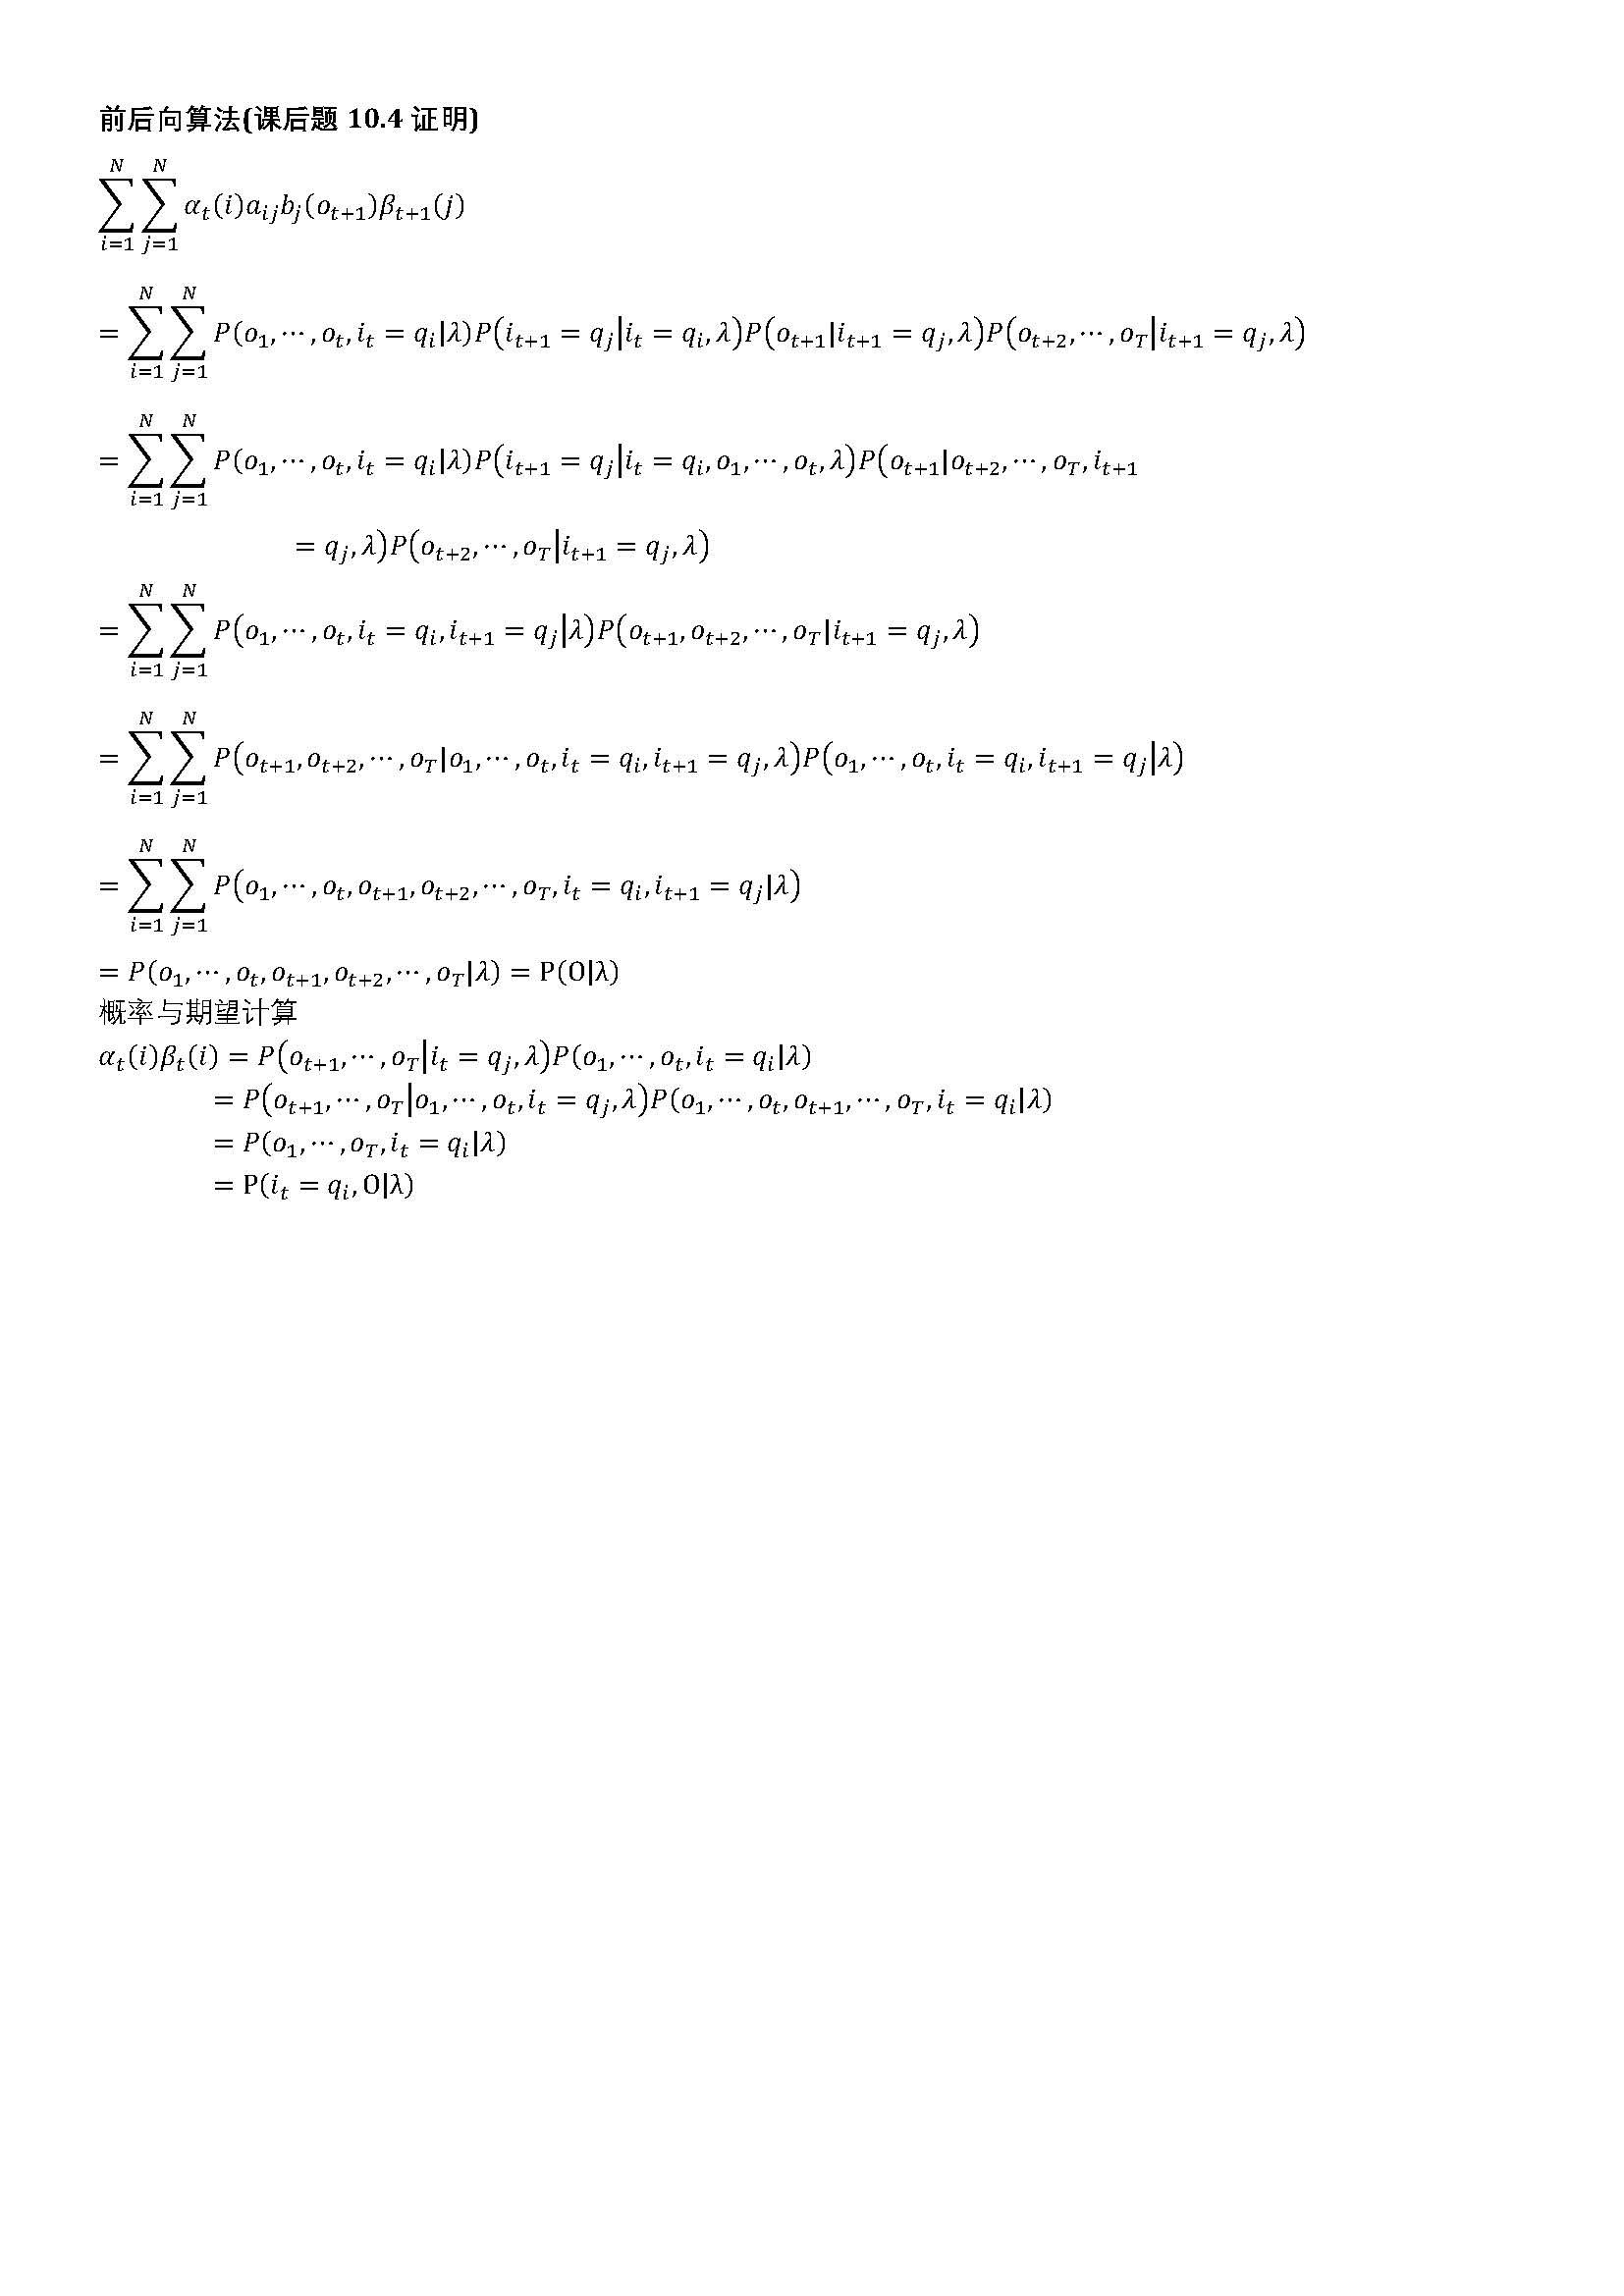 前后向算法(课后题 10.4 证明)
$\sum_{i=1}^{N}\sum_{j=1}^{N}\alpha_t(i)a_{ij}b_j(o_{t+1})\beta_{t+1}(j)$
$=\sum_{i=1}^{N}\sum_{j=1}^{N}P(o_1,\cdots,o_t,i_t=q_i|\lambda)P(i_{t+1}=q_j|i_t=q_i,\lambda)P(o_{t+1}|i_{t+1}=q_j,\lambda)P(o_{t+2},\cdots,o_T|i_{t+1}=q_j,\lambda)$
$=\sum_{i=1}^{N}\sum_{j=1}^{N}P(o_1,\cdots,o_t,i_t=q_i|\lambda)P(i_{t+1}=q_j|i_t=q_i,o_1,\cdots,o_t,\lambda)P(o_{t+1}|o_{t+2},\cdots,o_T,i_{t+1}$
$=q_j,\lambda)P(o_{t+2},\cdots,o_T|i_{t+1}=q_j,\lambda)$
$=\sum_{i=1}^{N}\sum_{j=1}^{N}P(o_1,\cdots,o_t,i_t=q_i,i_{t+1}=q_j|\lambda)P(o_{t+1},o_{t+2},\cdots,o_T|i_{t+1}=q_j,\lambda)$
$=\sum_{i=1}^{N}\sum_{j=1}^{N}P(o_{t+1},o_{t+2},\cdots,o_T|o_1,\cdots,o_t,i_t=q_i,i_{t+1}=q_j,\lambda)P(o_1,\cdots,o_t,i_t=q_i,i_{t+1}=q_j|\lambda)$
$=\sum_{i=1}^{N}\sum_{j=1}^{N}P(o_1,\cdots,o_t,o_{t+1},o_{t+2},\cdots,o_T,i_t=q_i,i_{t+1}=q_j|\lambda)$
$=P(o_1,\cdots,o_t,o_{t+1},o_{t+2},\cdots,o_T|\lambda)=\mathrm{P}(\mathrm{O}|\lambda)$
概率与期望计算
$\alpha_t(i)\beta_t(i)=P(o_{t+1},\cdots,o_T|i_t=q_j,\lambda)P(o_1,\cdots,o_t,i_t=q_i|\lambda)$
$=P(o_{t+1},\cdots,o_T|o_1,\cdots,o_t,i_t=q_j,\lambda)P(o_1,\cdots,o_t,o_{t+1},\cdots,o_T,i_t=q_i|\lambda)$
$=P(o_1,\cdots,o_T,i_t=q_i|\lambda)$
$=\mathrm{P}(i_t=q_i,\mathrm{O}|\lambda)$